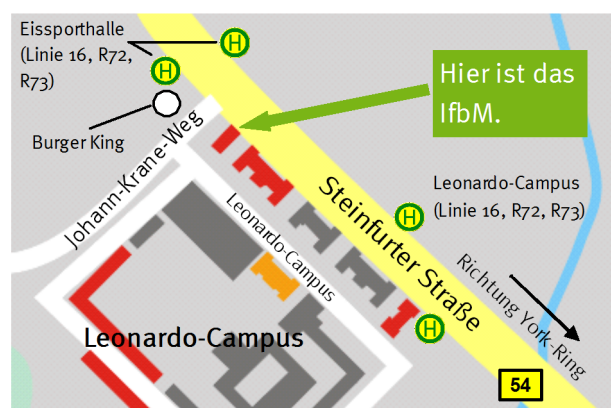 Eissporthalle
(Linie 16, R72,
R73)
H
H
Burger King
Hier ist das
IfbM.
Johann-Krane-Weg
Steinfurter Straße
Leonardo-Campus
Leonardo-Campus
(Linie 16, R72, R73)
H
Richtung York-Ring
H
Leonardo-Campus
54